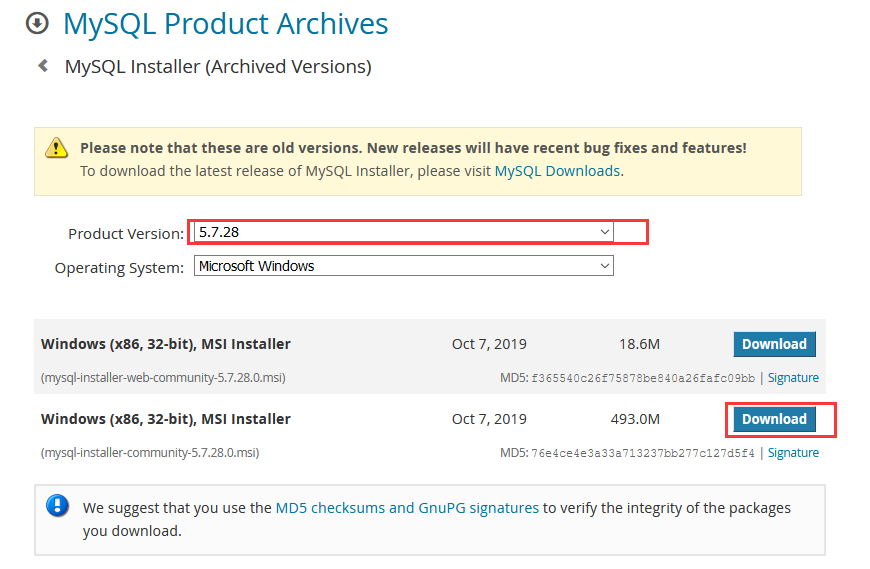 MySQL Product Archives
MySQL Installer (Archived Versions)
Please note that these are old versions. New releases will have recent bug fixes and features!
To download the latest release of MySQL Installer, please visit MySQL Downloads.
Product Version: 5.7.28
Operating System: Microsoft Windows
Windows (x86, 32-bit), MSI Installer Oct 7, 2019 18.6M Download
(mysql-installer-web-community-5.7.28.0.msi) MD5: f365540c26f75878be840a26fafc09bb | Signature
Windows (x86, 32-bit), MSI Installer Oct 7, 2019 493.0M Download
(mysql-installer-community-5.7.28.0.msi) MD5: 76e4ce4e3a33a713237bb277c127d5f4 | Signature
We suggest that you use the MD5 checksums and GnuPG signatures to verify the integrity of the packages
you download.